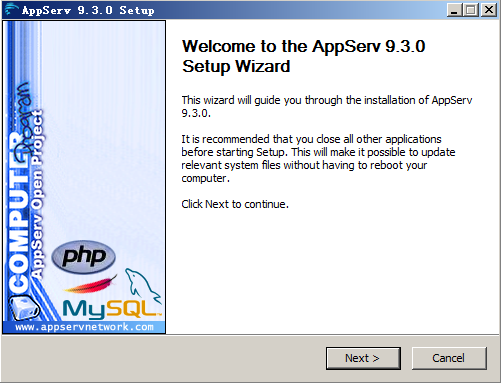 AppServ 9.3.0 Setup
Welcome to the AppServ 9.3.0
Setup Wizard
This wizard will guide you through the installation of AppServ
9.3.0.
It is recommended that you close all other applications
before starting Setup. This will make it possible to update
relevant system files without having to reboot your
computer.
Click Next to continue.
COMPUTER
Program
AppServ Open Project
php
MySQL
www.appservnetwork.com
Next >
Cancel